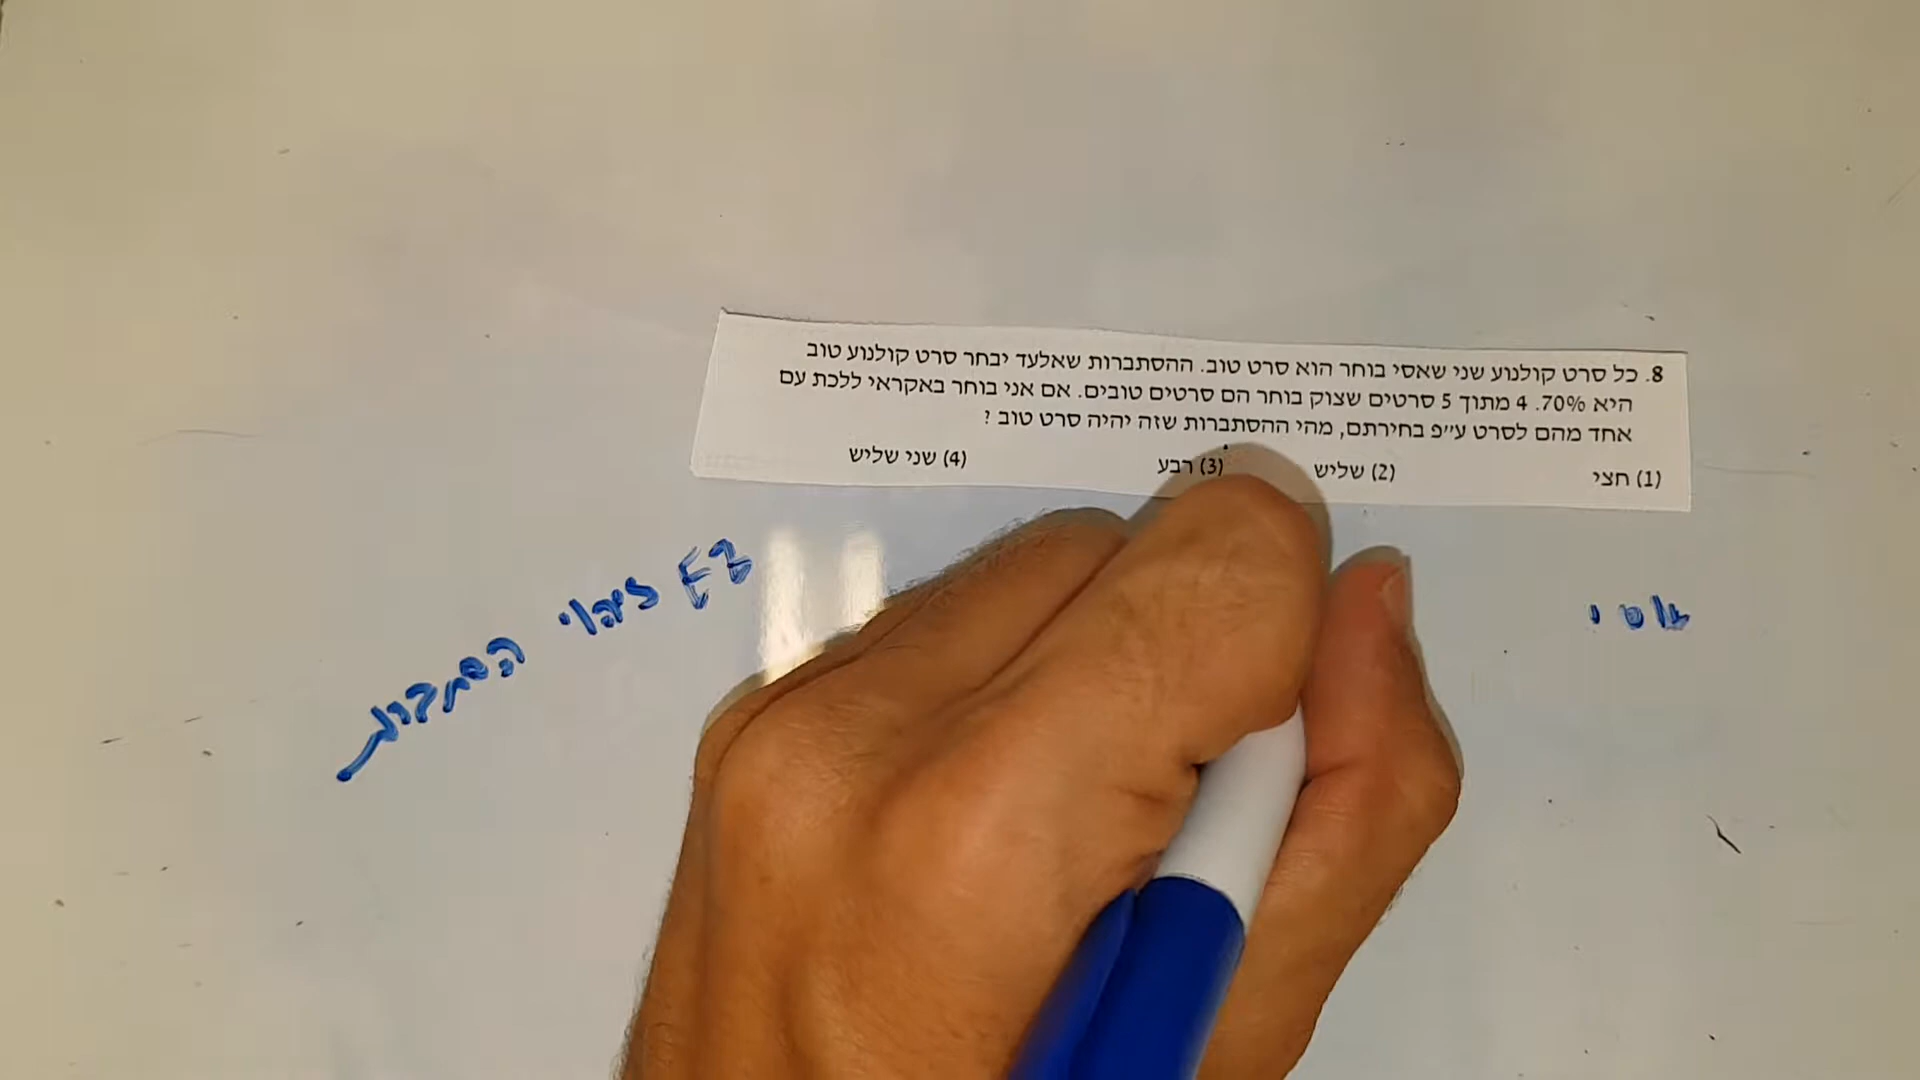 8. כל סרט קולנוע שני שאסי בוחר הוא סרט טוב. ההסתברות שאלעד יבחר סרט קולנוע טוב
היא 70%. 4 מתוך 5 סרטים שצוק בוחר הם סרטים טובים. אם אני בוחר באקראי ללכת עם
אחד מהם לסרט ע״פ בחירתם, מהי ההסתברות שזה יהיה סרט טוב ?
(1) חצי (2) שליש (3) רבע (4) שני שליש
אסי
הסתברות